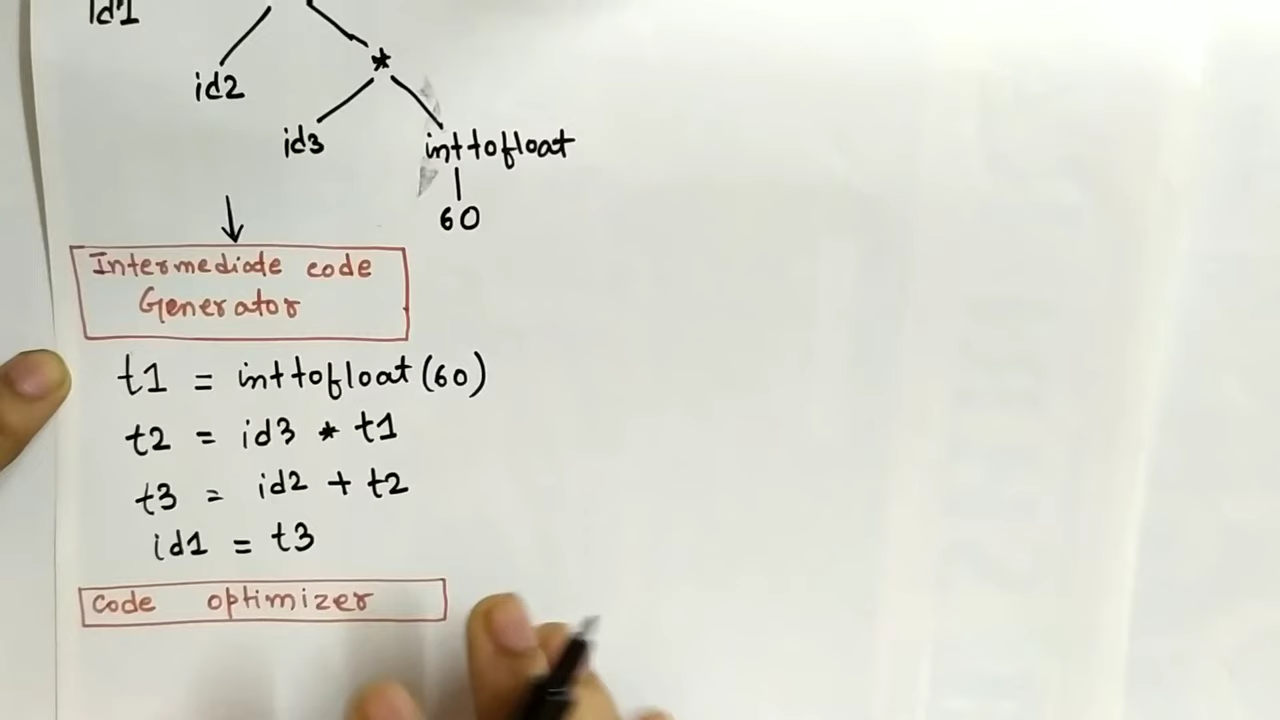 id1
id2
*
id3
inttofloat
60
Intermediate code
Generator
t1 = inttofloat(60)
t2 = id3 * t1
t3 = id2 + t2
id1 = t3
Code optimizer